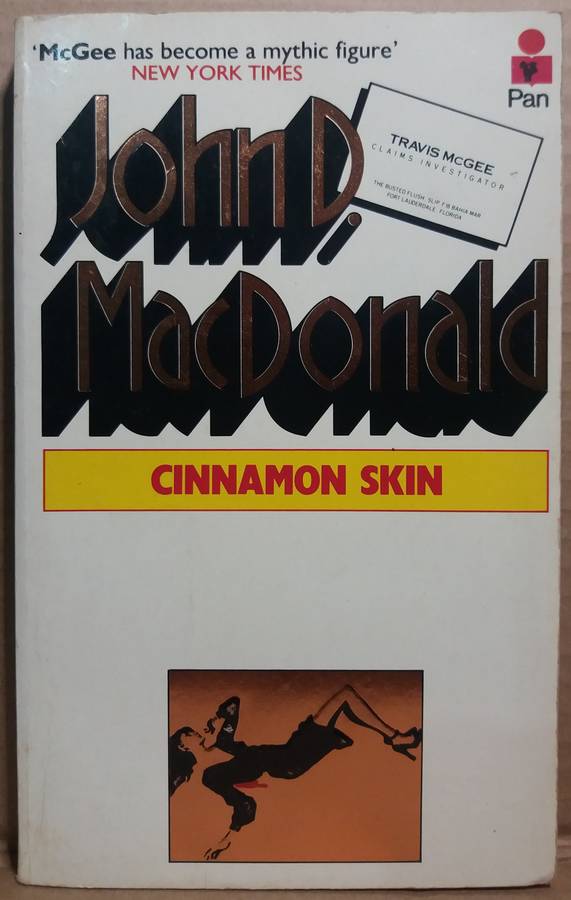 'McGee has become a mythic figure'
NEW YORK TIMES
Pan
John D.
MacDonald
TRAVIS McGEE
CLAIMS INVESTIGATOR
THE BUSTED FLUSH, SLIP F18 BAHIA MAR
FORT LAUDERDALE, FLORIDA
CINNAMON SKIN